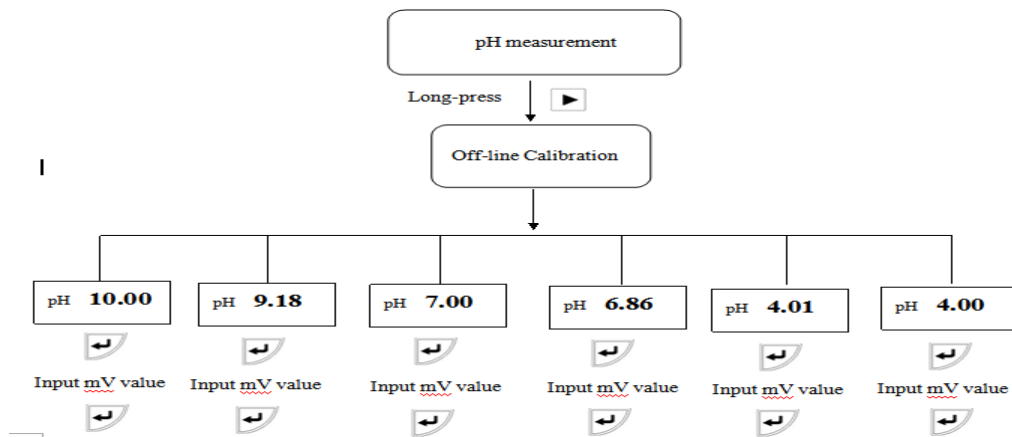 pH measurement
Long-press
Off-line Calibration
pH 10.00
pH 9.18
pH 7.00
pH 6.86
pH 4.01
pH 4.00
Input mV value
Input mV value
Input mV value
Input mV value
Input mV value
Input mV value